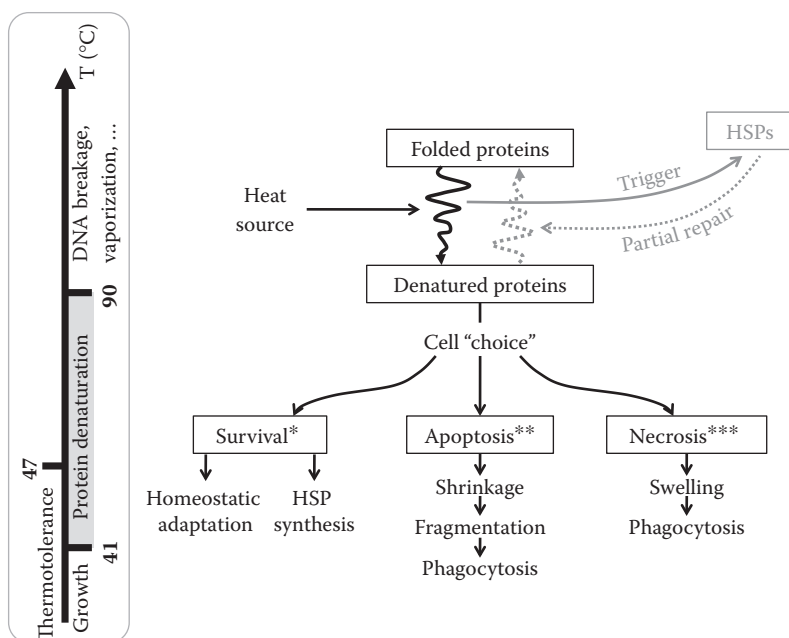 T (°C)
DNA breakage,
vaporization, ...
90
Protein denaturation
47
Thermotolerance
41
Growth
HSPs
Folded proteins
Trigger
Heat
source
Partial repair
Denatured proteins
Cell “choice”
Survival*
Apoptosis**
Necrosis***
Homeostatic
adaptation
HSP
synthesis
Shrinkage
Fragmentation
Phagocytosis
Swelling
Phagocytosis